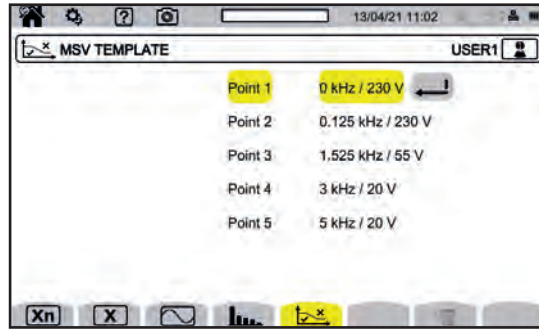 ? 13/04/21 11:02
MSV TEMPLATE USER1
Point 1 0 kHz / 230 V
Point 2 0.125 kHz / 230 V
Point 3 1.525 kHz / 55 V
Point 4 3 kHz / 20 V
Point 5 5 kHz / 20 V
Xn X